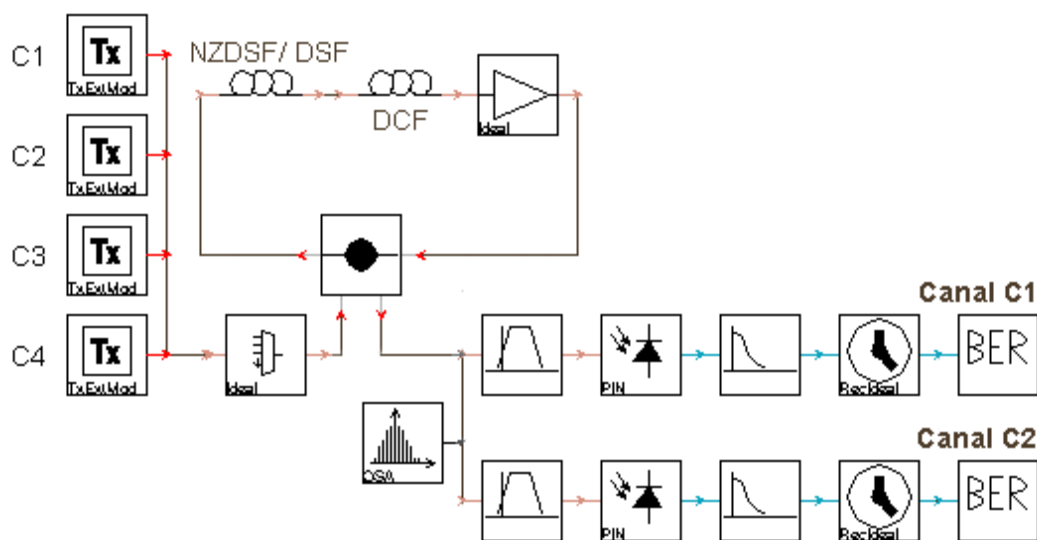 C1
Tx
TxExtMod
NZDSF/ DSF
DCF
Ideal
C2
Tx
TxExtMod
C3
Tx
TxExtMod
C4
Tx
TxExtMod
Ideal
Canal C1
PIN
RecIdeal
BER
OSA
Canal C2
PIN
RecIdeal
BER